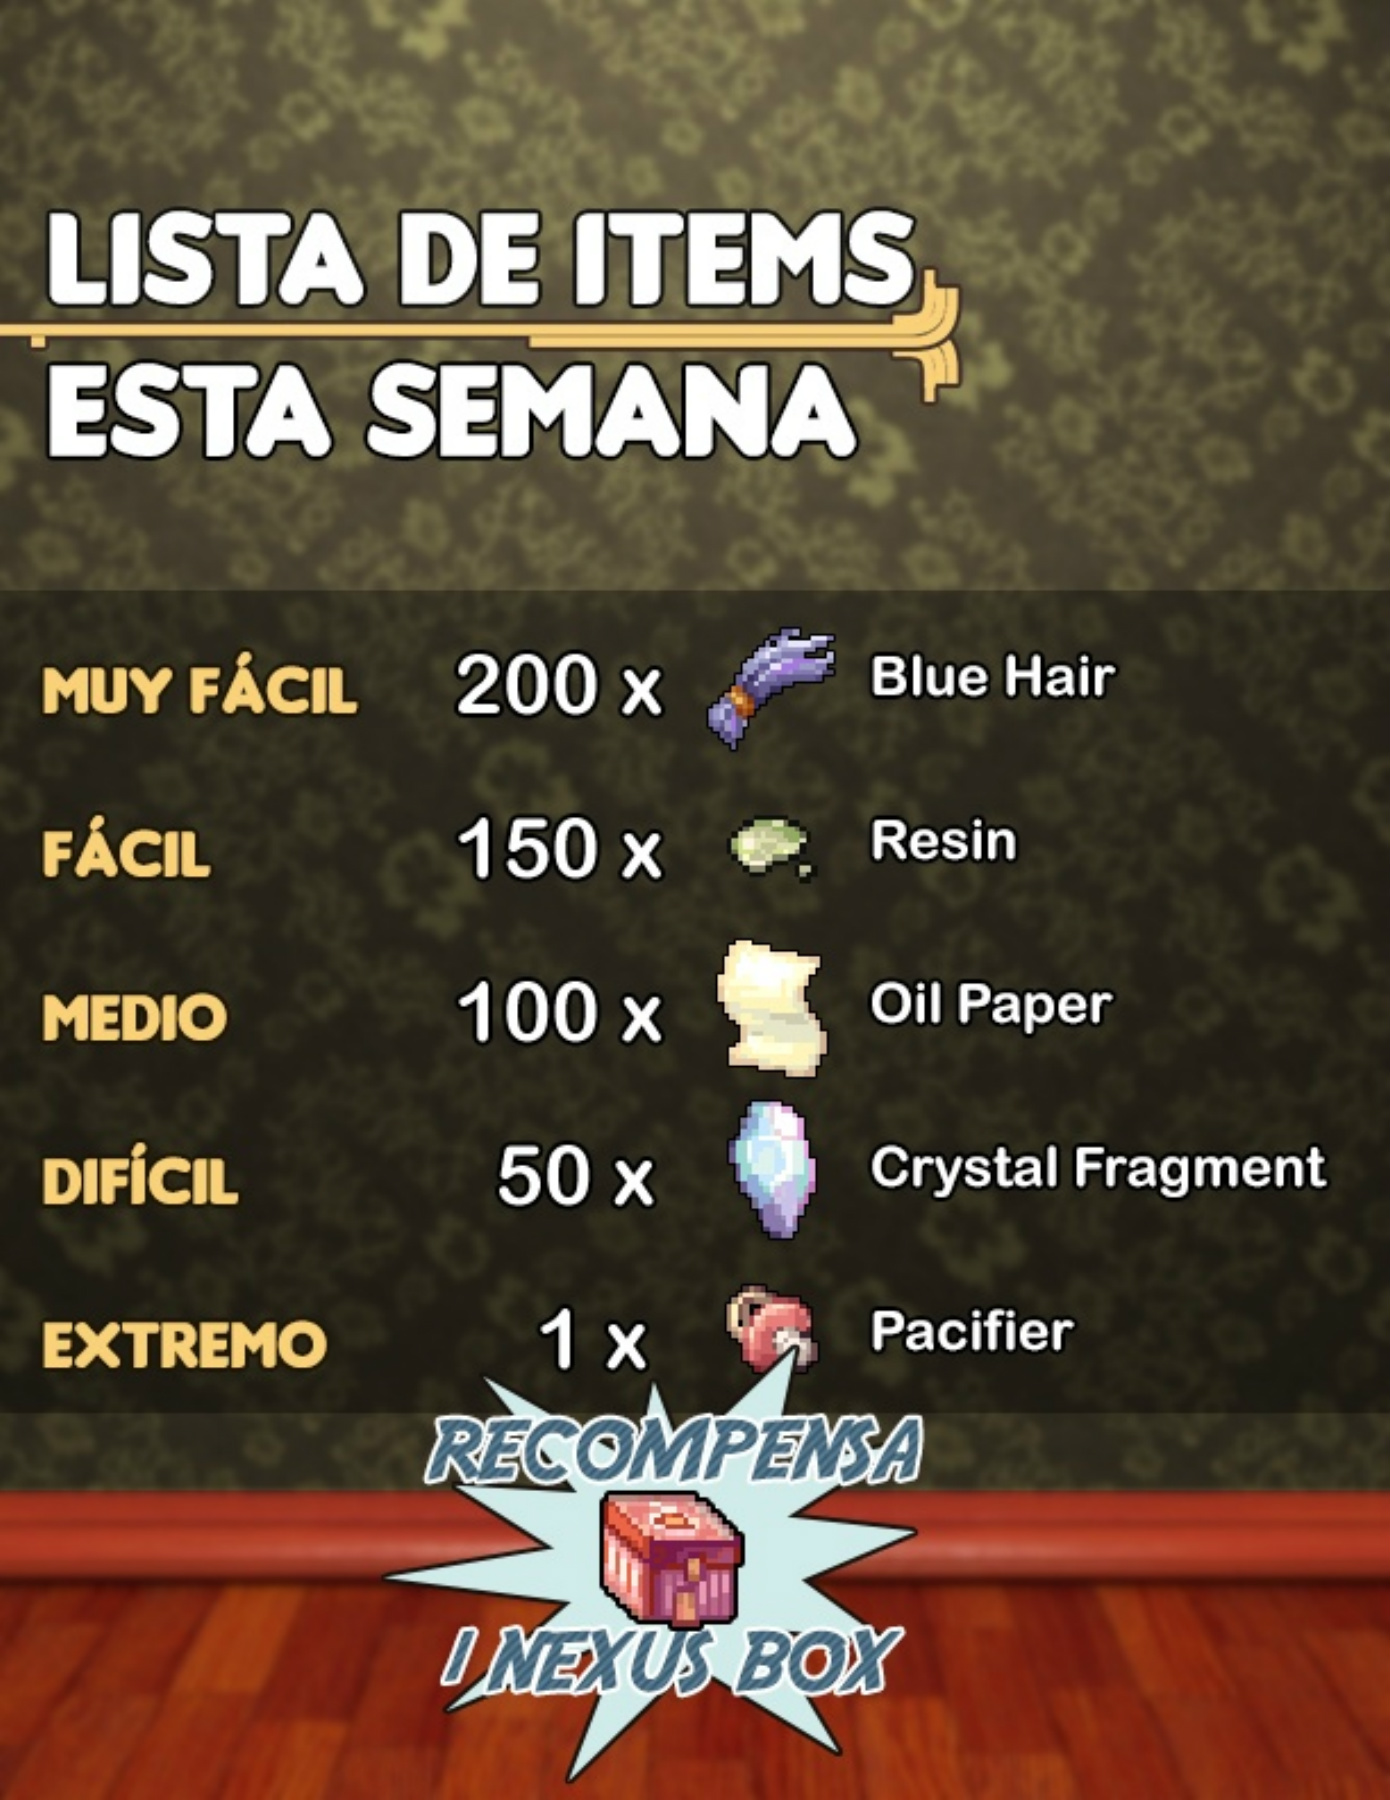 LISTA DE ITEMS
ESTA SEMANA
MUY FÁCIL 200 x Blue Hair
FÁCIL 150 x Resin
MEDIO 100 x Oil Paper
DIFÍCIL 50 x Crystal Fragment
EXTREMO 1 x Pacifier
RECOMPENSA
1 NEXUS BOX